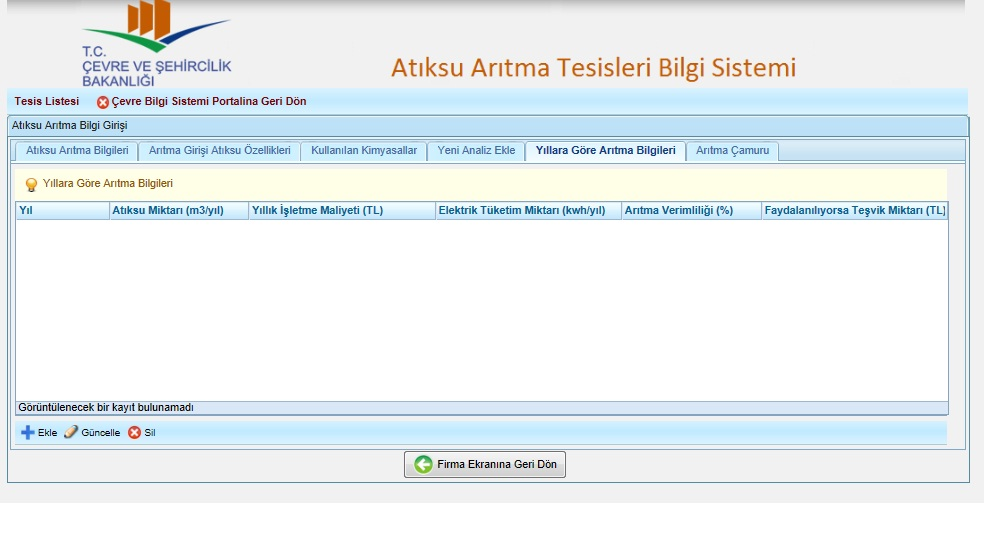 T.C.
ÇEVRE VE ŞEHİRCİLİK
BAKANLIĞI
Atıksu Arıtma Tesisleri Bilgi Sistemi
Tesis Listesi Çevre Bilgi Sistemi Portalina Geri Dön
Atıksu Arıtma Bilgi Girişi
Atıksu Arıtma Bilgileri Arıtma Girişi Atıksu Özellikleri Kullanılan Kimyasallar Yeni Analiz Ekle Yıllara Göre Arıtma Bilgileri Arıtma Çamuru
Yıllara Göre Arıtma Bilgileri
Yıl Atıksu Miktarı (m3/yıl) Yıllık İşletme Maliyeti (TL) Elektrik Tüketim Miktarı (kwh/yıl) Arıtma Verimliliği (%) Faydalanılıyorsa Teşvik Miktarı (TL)
Görüntülenecek bir kayıt bulunamadı
Ekle Güncelle Sil
Firma Ekranına Geri Dön